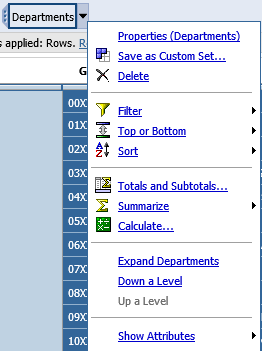 Departments
s applied: Rows. R
G
Properties (Departments)
Save as Custom Set...
Delete
Filter
Top or Bottom
Sort
Totals and Subtotals...
Summarize
Calculate...
Expand Departments
Down a Level
Up a Level
Show Attributes
00X
01X
02X
03X
04X
05X
06X
07X
08X
09X
10X